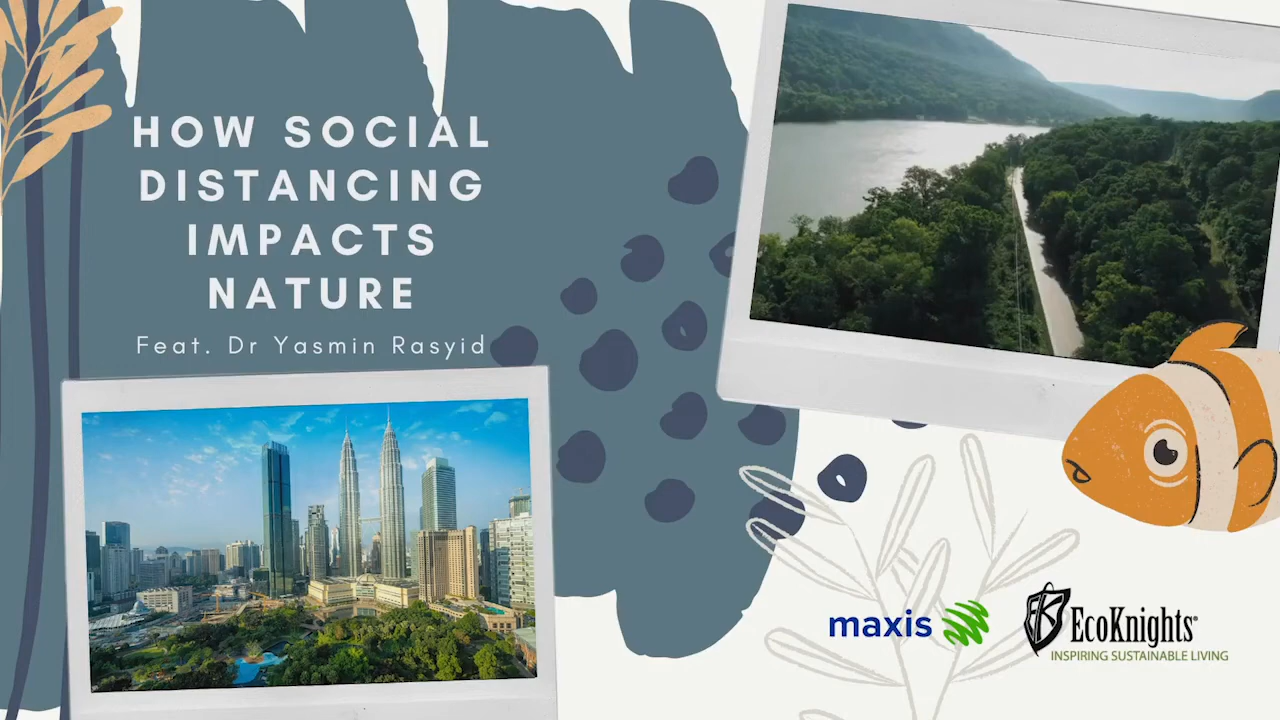 HOW SOCIAL
DISTANCING
IMPACTS
NATURE
Feat. Dr Yasmin Rasyid
maxis
EcoKnights®
INSPIRING SUSTAINABLE LIVING